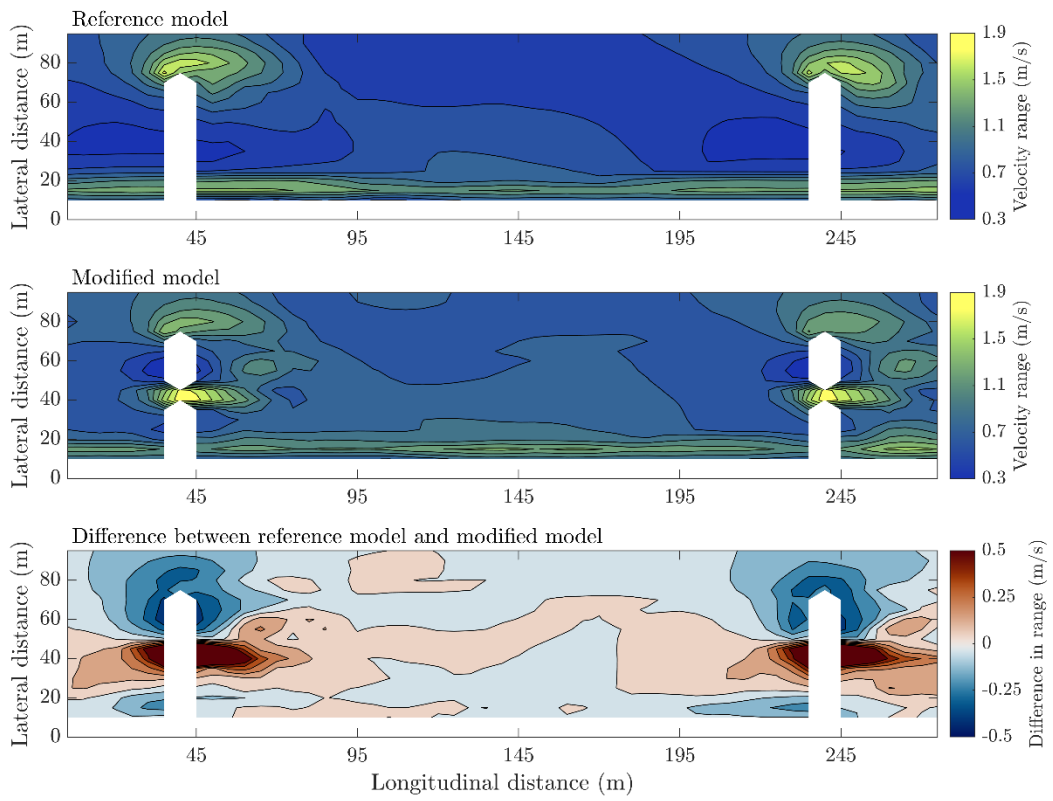 Reference model
Lateral distance (m)
80
60
40
20
0
45 95 145 195 245
1.9
1.5
1.1
0.7
0.3
Velocity range (m/s)
Modified model
Lateral distance (m)
80
60
40
20
0
45 95 145 195 245
1.9
1.5
1.1
0.7
0.3
Velocity range (m/s)
Difference between reference model and modified model
Lateral distance (m)
80
60
40
20
0
45 95 145 195 245
Longitudinal distance (m)
0.5
0.25
0
-0.25
-0.5
Difference in range (m/s)